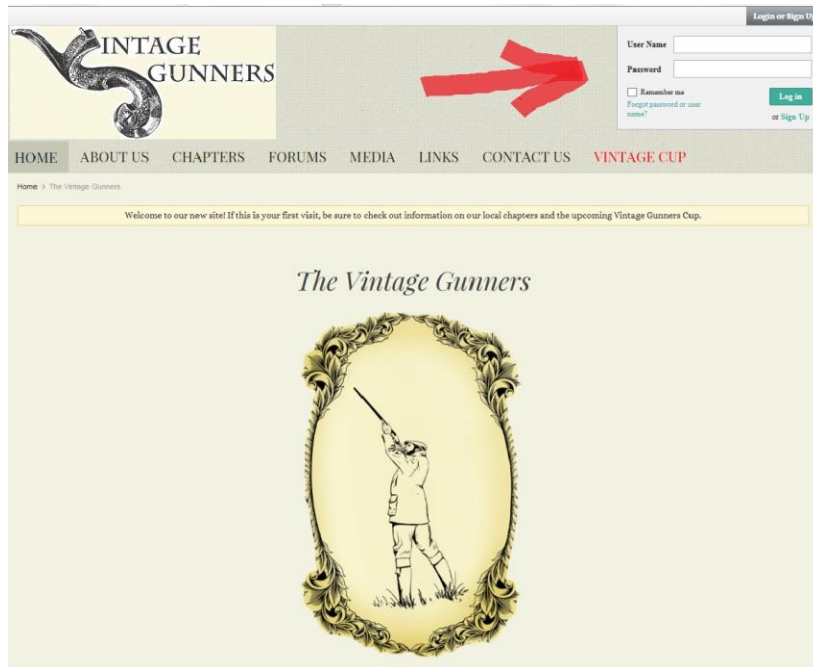 Login or Sign Up
VINTAGE
GUNNERS
User Name
Password
Remember me
Log in
Forgot password or user
name?
or Sign Up
HOME ABOUT US CHAPTERS FORUMS MEDIA LINKS CONTACT US VINTAGE CUP
Home > The Vintage Gunners
Welcome to our new site! If this is your first visit, be sure to check out information on our local chapters and the upcoming Vintage Gunners Cup.
The Vintage Gunners